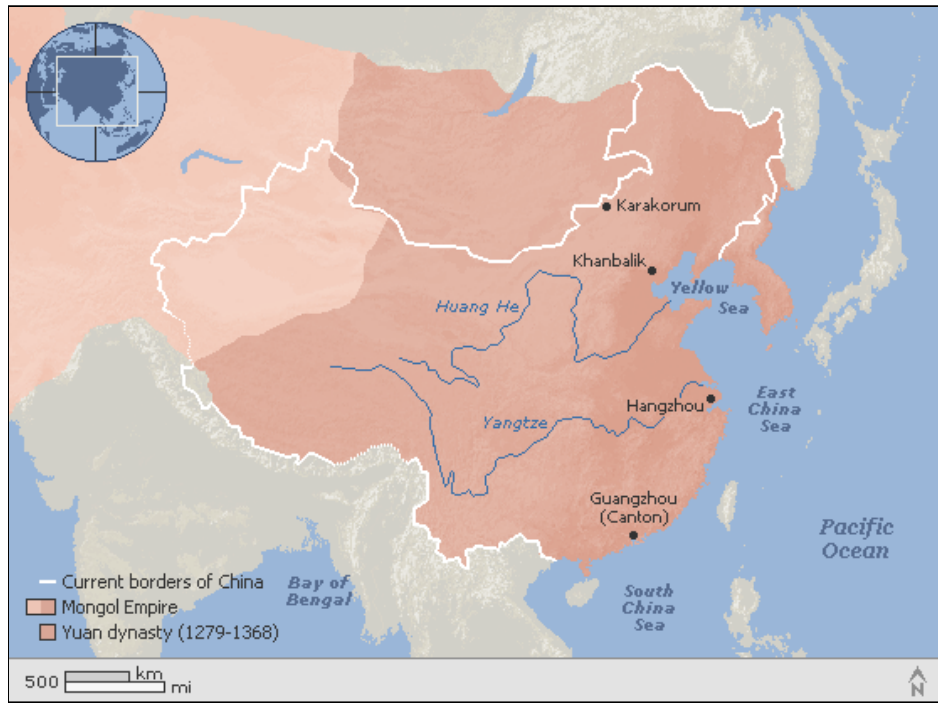 Karakorum
Khanbalik
Yellow
Sea
Huang He
East
China
Sea
Hangzhou
Yangtze
Guangzhou
(Canton)
Pacific
Ocean
Current borders of China
Mongol Empire
Yuan dynasty (1279-1368)
Bay of
Bengal
South
China
Sea
500 km
mi
N